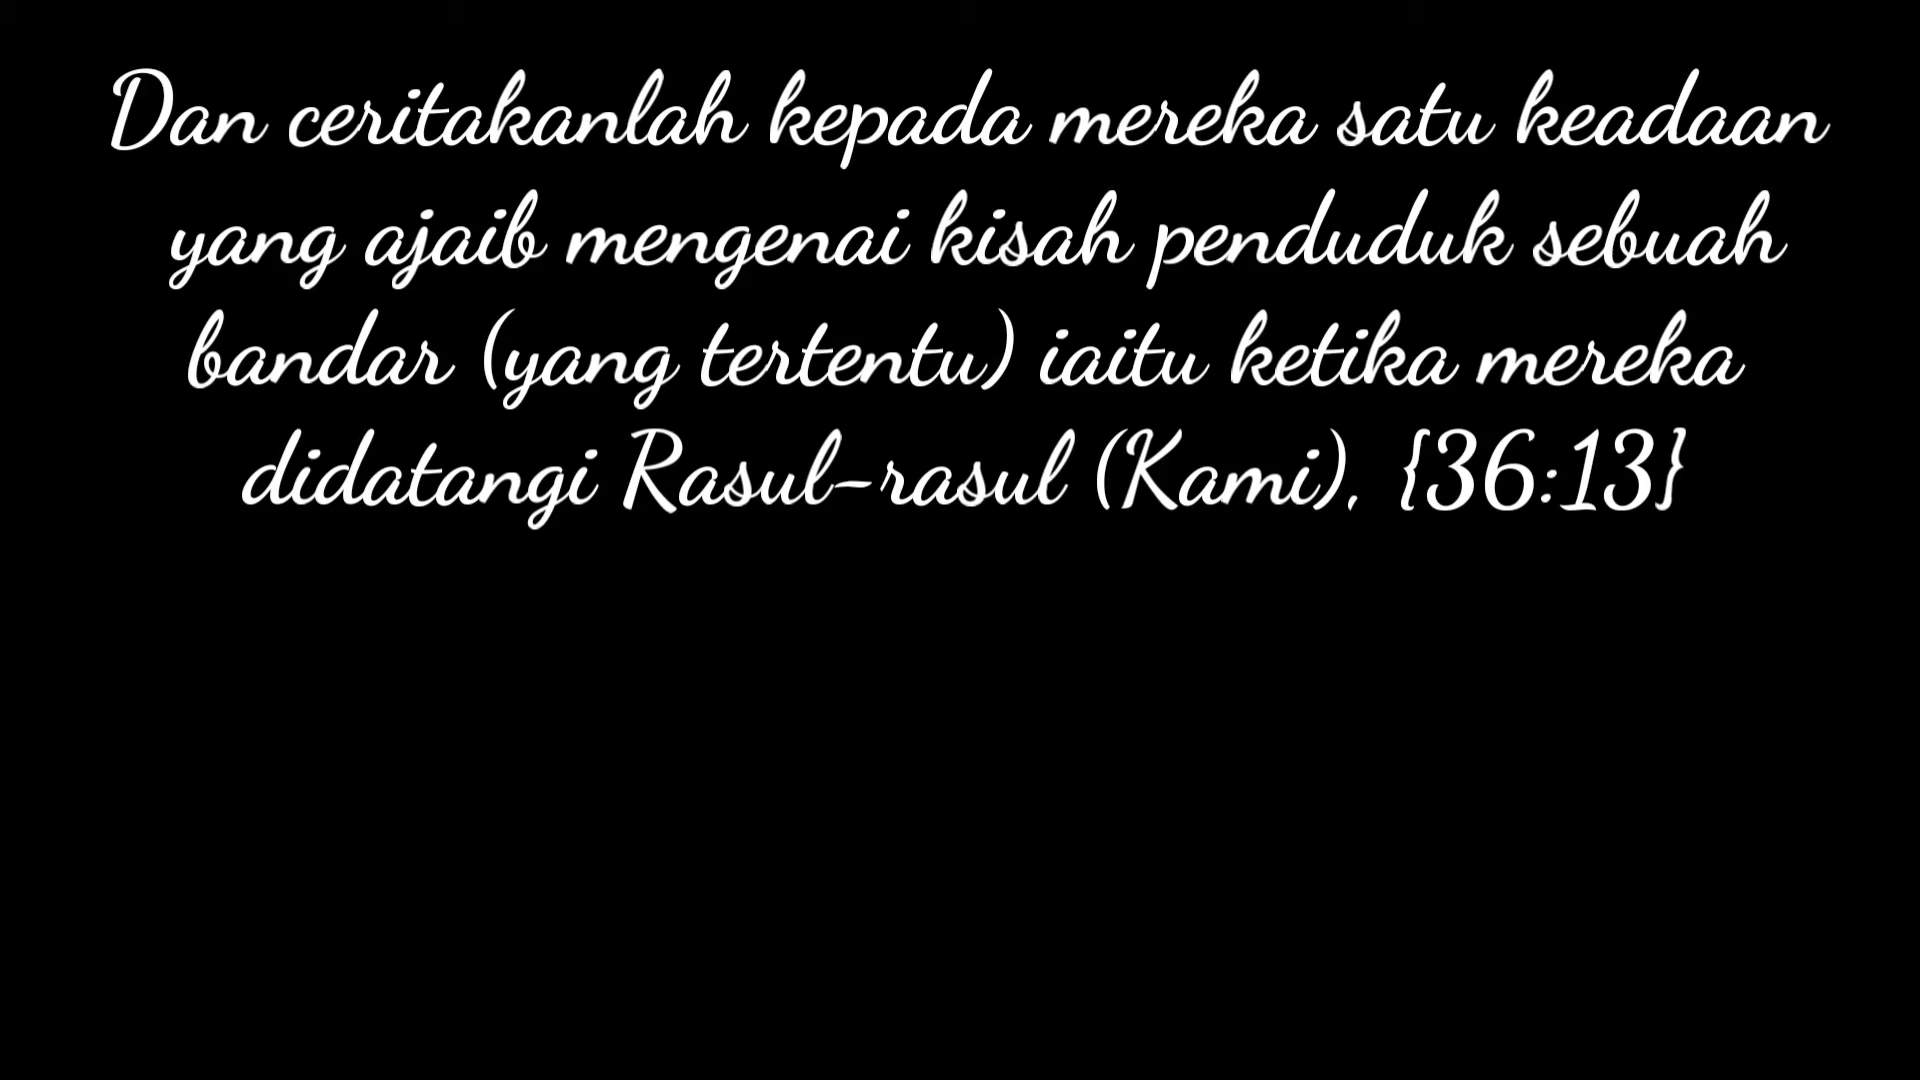 Dan ceritakanlah kepada mereka satu keadaan
yang ajaib mengenai kisah penduduk sebuah
bandar (yang tertentu) iaitu ketika mereka
didatangi Rasul-rasul (Kami), {36:13}